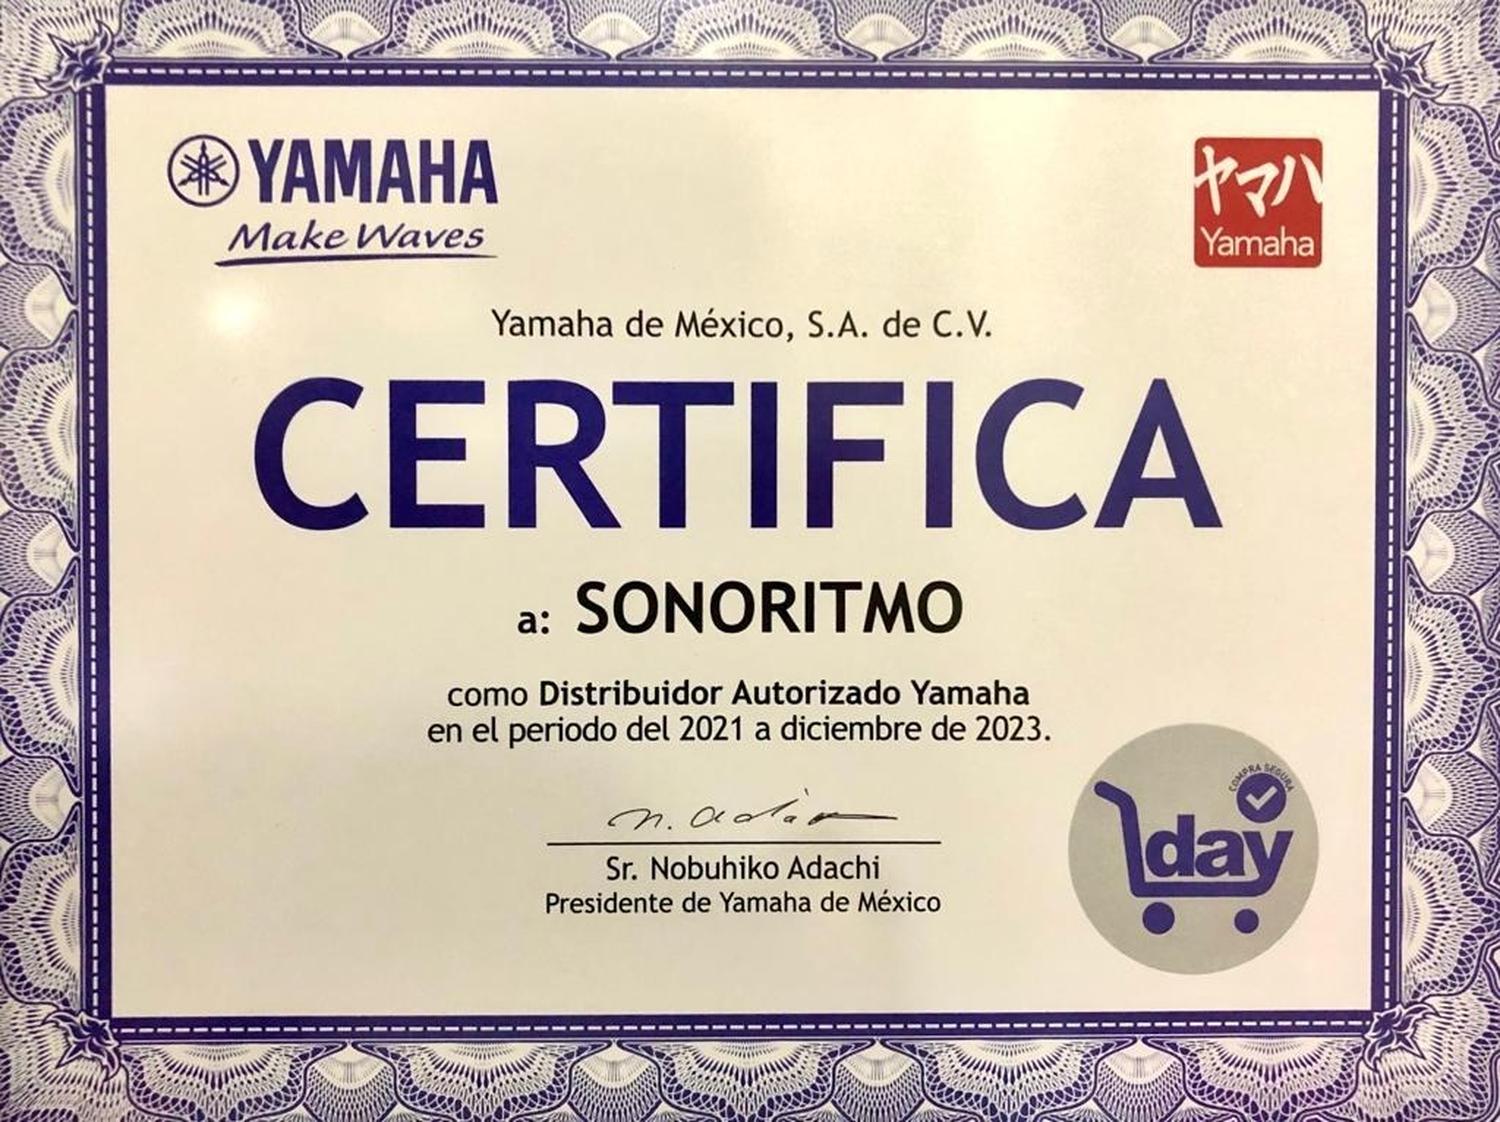 YAMAHA
Make Waves
ヤマハ
Yamaha
Yamaha de México, S.A. de C.V.
CERTIFICA
a: SONORITMO
como Distribuidor Autorizado Yamaha
en el periodo del 2021 a diciembre de 2023.
COMPRA SEGURA
day
Sr. Nobuhiko Adachi
Presidente de Yamaha de México